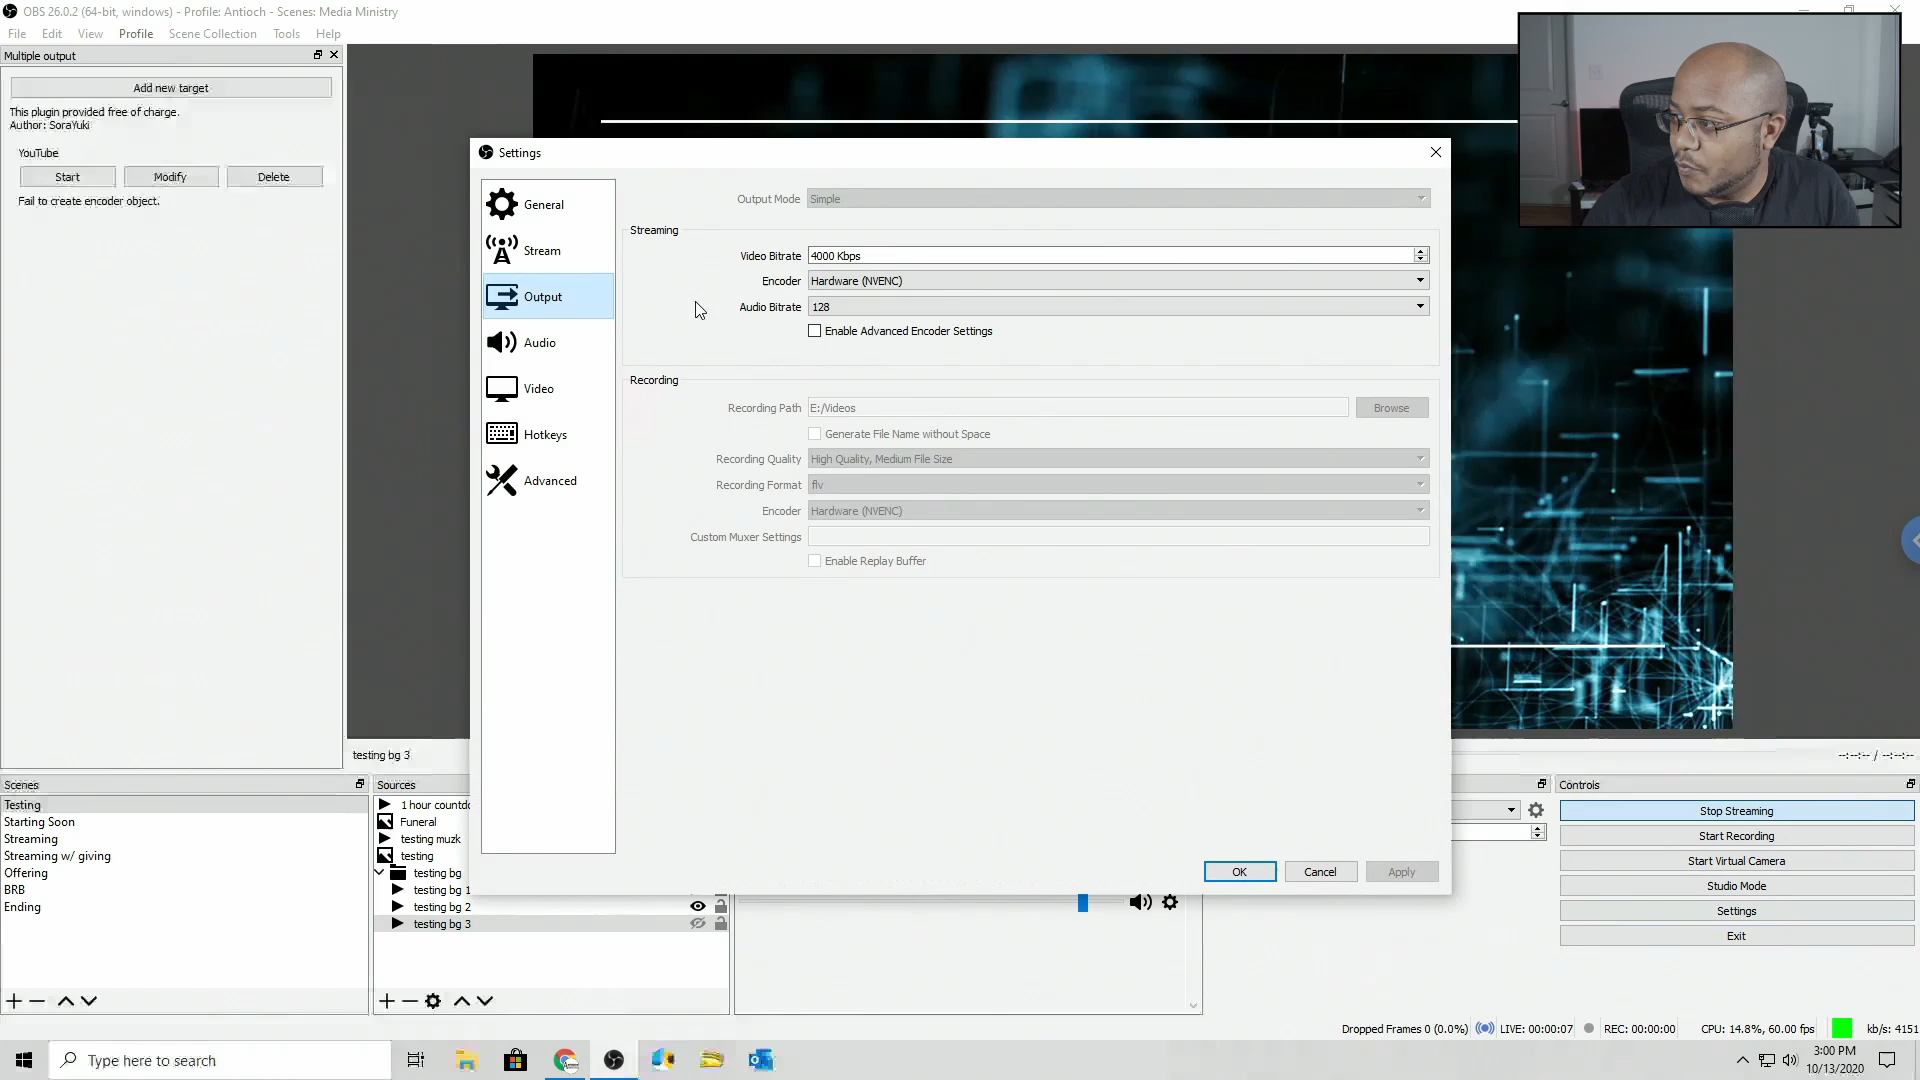 OBS 26.0.2 (64-bit, windows) - Profile: Antioch - Scenes: Media Ministry
File Edit View Profile Scene Collection Tools Help
Multiple output
Add new target
This plugin provided free of charge.
Author: SoraYuki
YouTube
Start Modify Delete
Fail to create encoder object.
Settings
General
Stream
Output
Audio
Video
Hotkeys
Advanced
Output Mode Simple
Streaming
Video Bitrate 4000 Kbps
Encoder Hardware (NVENC)
Audio Bitrate 128
Enable Advanced Encoder Settings
Recording
Recording Path E:/Videos Browse
Generate File Name without Space
Recording Quality High Quality, Medium File Size
Recording Format flv
Encoder Hardware (NVENC)
Custom Muxer Settings
Enable Replay Buffer
OK Cancel Apply
testing bg 3
--:--:-- / --:--:--
Scenes
Testing
Starting Soon
Streaming
Streaming w/ giving
Offering
BRB
Ending
Sources
1 hour countdo
Funeral
testing muzk
testing
testing bg
testing bg 1
testing bg 2
testing bg 3
Controls
Stop Streaming
Start Recording
Start Virtual Camera
Studio Mode
Settings
Exit
Dropped Frames 0 (0.0%) LIVE: 00:00:07 REC: 00:00:00 CPU: 14.8%, 60.00 fps kb/s: 4151
Type here to search
3:00 PM
10/13/2020